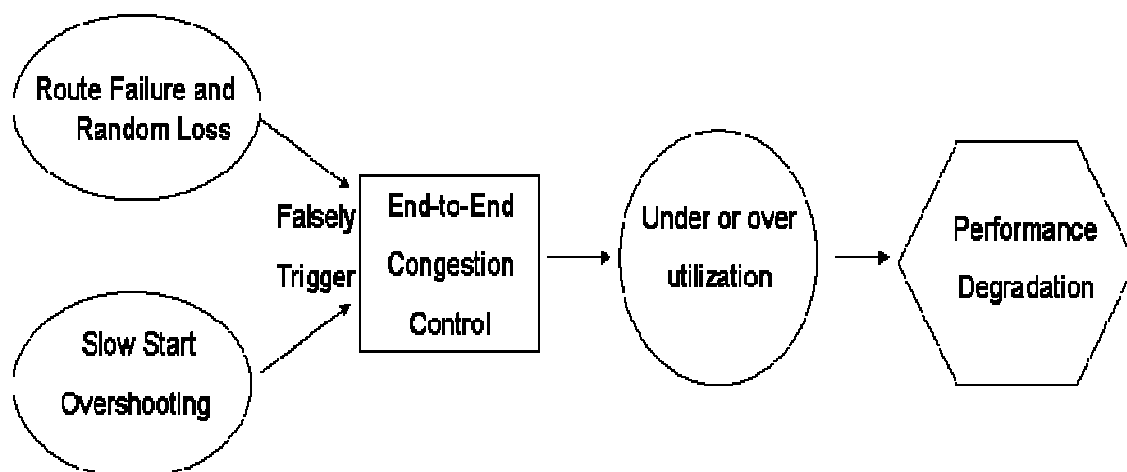 Route Failure and
Random Loss
Falsely
Trigger
Slow Start
Overshooting
End-to-End
Congestion
Control
Under or over
utilization
Performance
Degradation